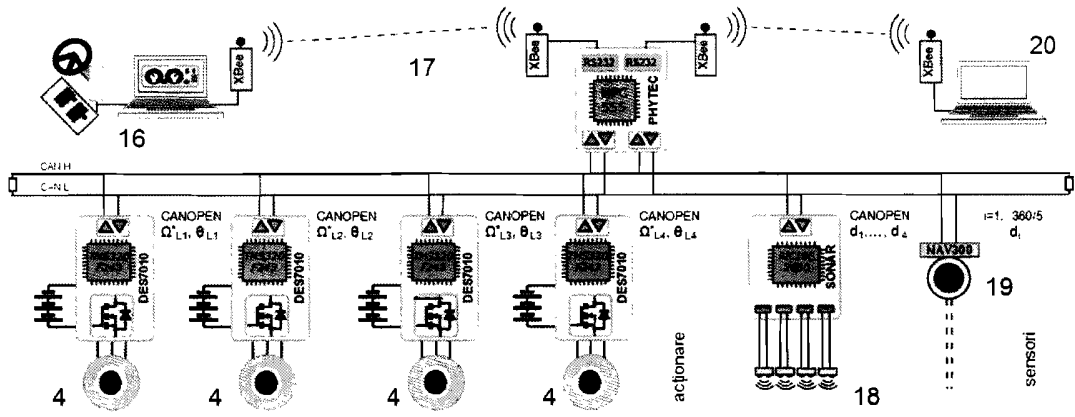 XBee
17
XBee
XBee
XBee
20
RS232
RS232
PHYTEC
16
CAN H
CAN L
CANOPEN
Ω*L1, θL1
CANOPEN
Ω*L2, θL2
CANOPEN
Ω*L3, θL3
CANOPEN
Ω*L4, θL4
CANOPEN
d1,..., d4
i=1. 360/5
di
NAV300
DES7010
DES7010
DES7010
DES7010
SONAR
19
4
4
4
4
acționare
18
senzori